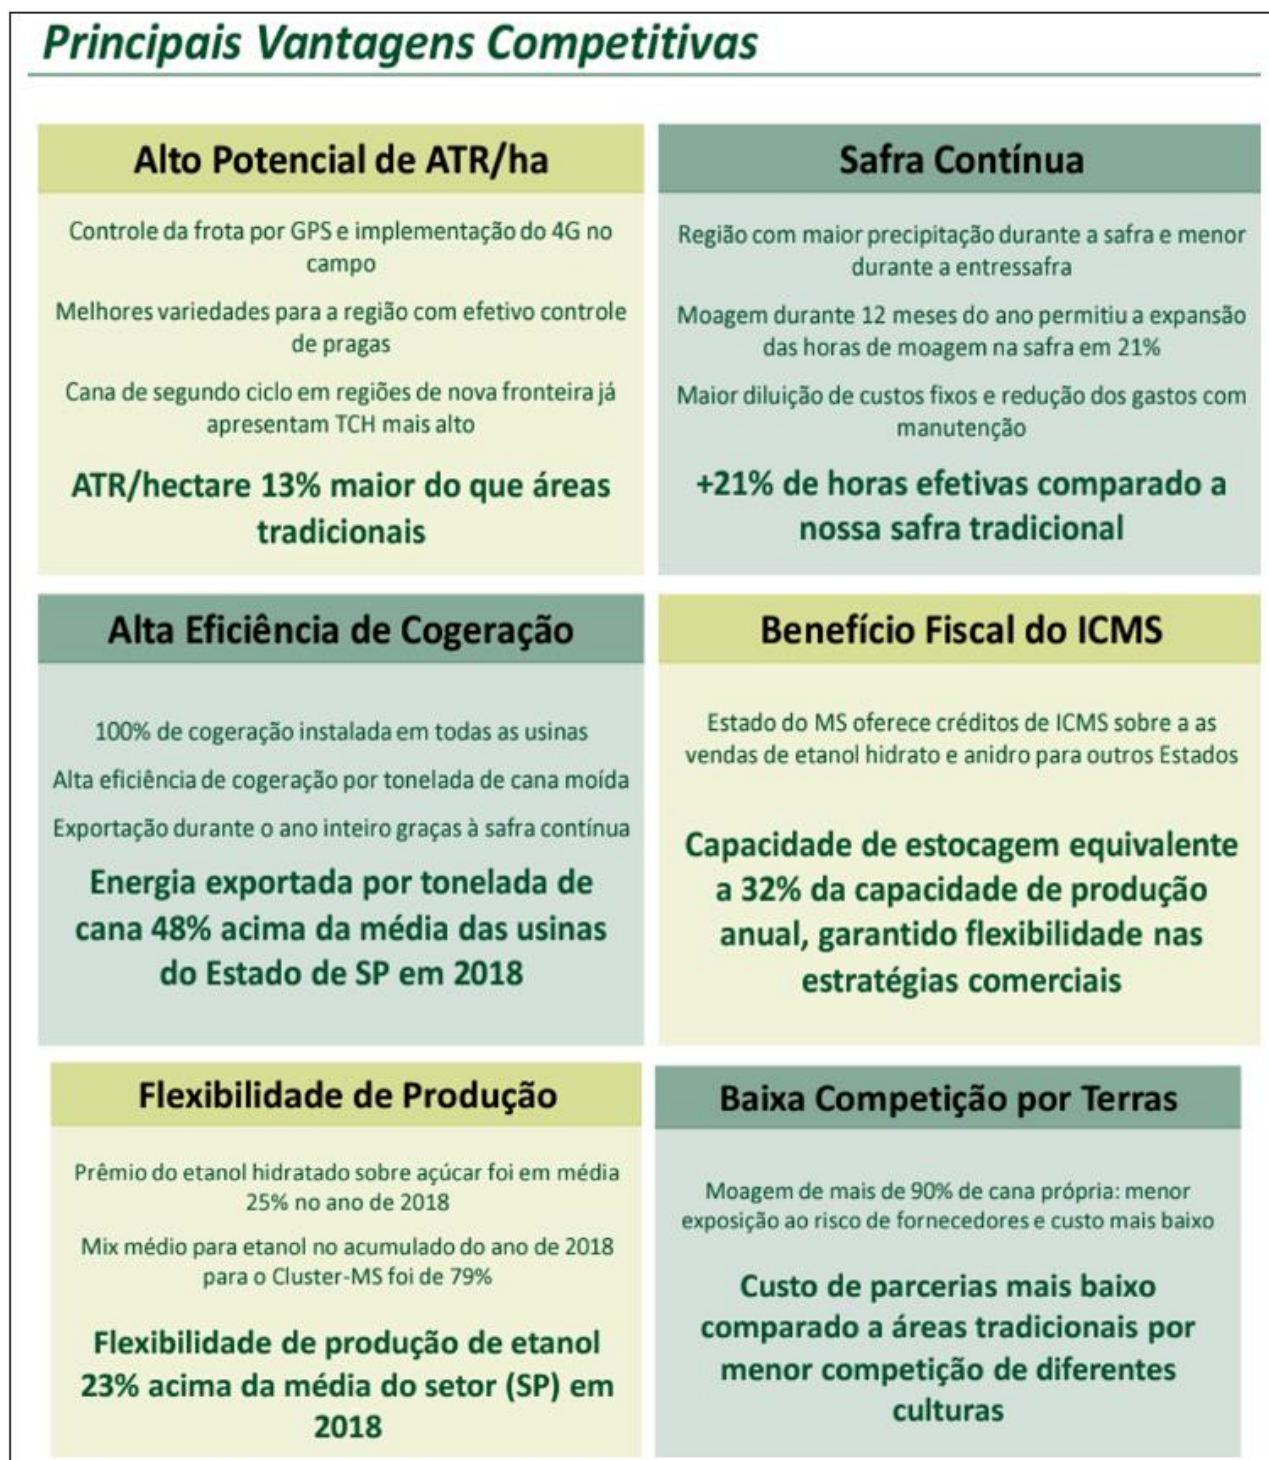 Principais Vantagens Competitivas
Alto Potencial de ATR/ha
Controle da frota por GPS e implementação do 4G no
campo
Melhores variedades para a região com efetivo controle
de pragas
Cana de segundo ciclo em regiões de nova fronteira já
apresentam TCH mais alto
ATR/hectare 13% maior do que áreas
tradicionais
Safra Contínua
Região com maior precipitação durante a safra e menor
durante a entressafra
Moagem durante 12 meses do ano permitiu a expansão
das horas de moagem na safra em 21%
Maior diluição de custos fixos e redução dos gastos com
manutenção
+21% de horas efetivas comparado a
nossa safra tradicional
Alta Eficiência de Cogeração
100% de cogeração instalada em todas as usinas
Alta eficiência de cogeração por tonelada de cana moída
Exportação durante o ano inteiro graças à safra contínua
Energia exportada por tonelada de
cana 48% acima da média das usinas
do Estado de SP em 2018
Benefício Fiscal do ICMS
Estado do MS oferece créditos de ICMS sobre a as
vendas de etanol hidrato e anidro para outros Estados
Capacidade de estocagem equivalente
a 32% da capacidade de produção
anual, garantido flexibilidade nas
estratégias comerciais
Flexibilidade de Produção
Prêmio do etanol hidratado sobre açúcar foi em média
25% no ano de 2018
Mix médio para etanol no acumulado do ano de 2018
para o Cluster-MS foi de 79%
Flexibilidade de produção de etanol
23% acima da média do setor (SP) em
2018
Baixa Competição por Terras
Moagem de mais de 90% de cana própria: menor
exposição ao risco de fornecedores e custo mais baixo
Custo de parcerias mais baixo
comparado a áreas tradicionais por
menor competição de diferentes
culturas